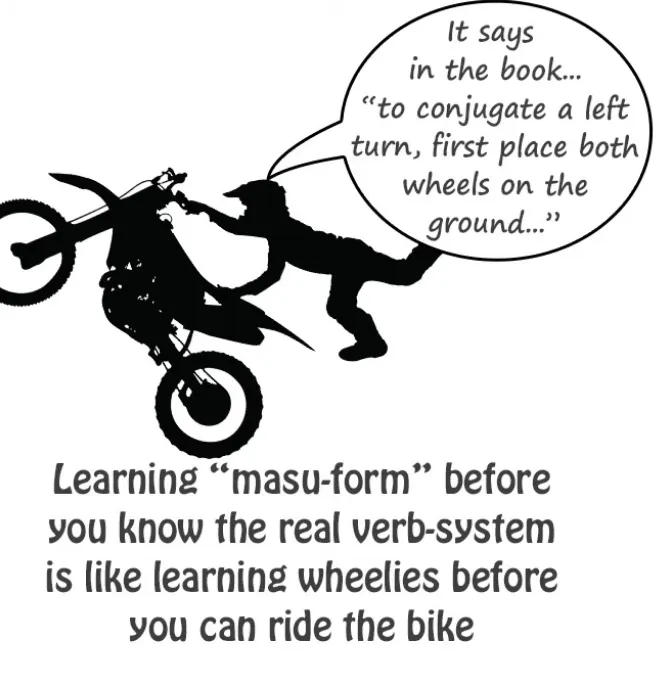 It says
in the book...
“to conjugate a left
turn, first place both
wheels on the
ground...”
Learning “masu-form” before
you know the real verb-system
is like learning wheelies before
you can ride the bike